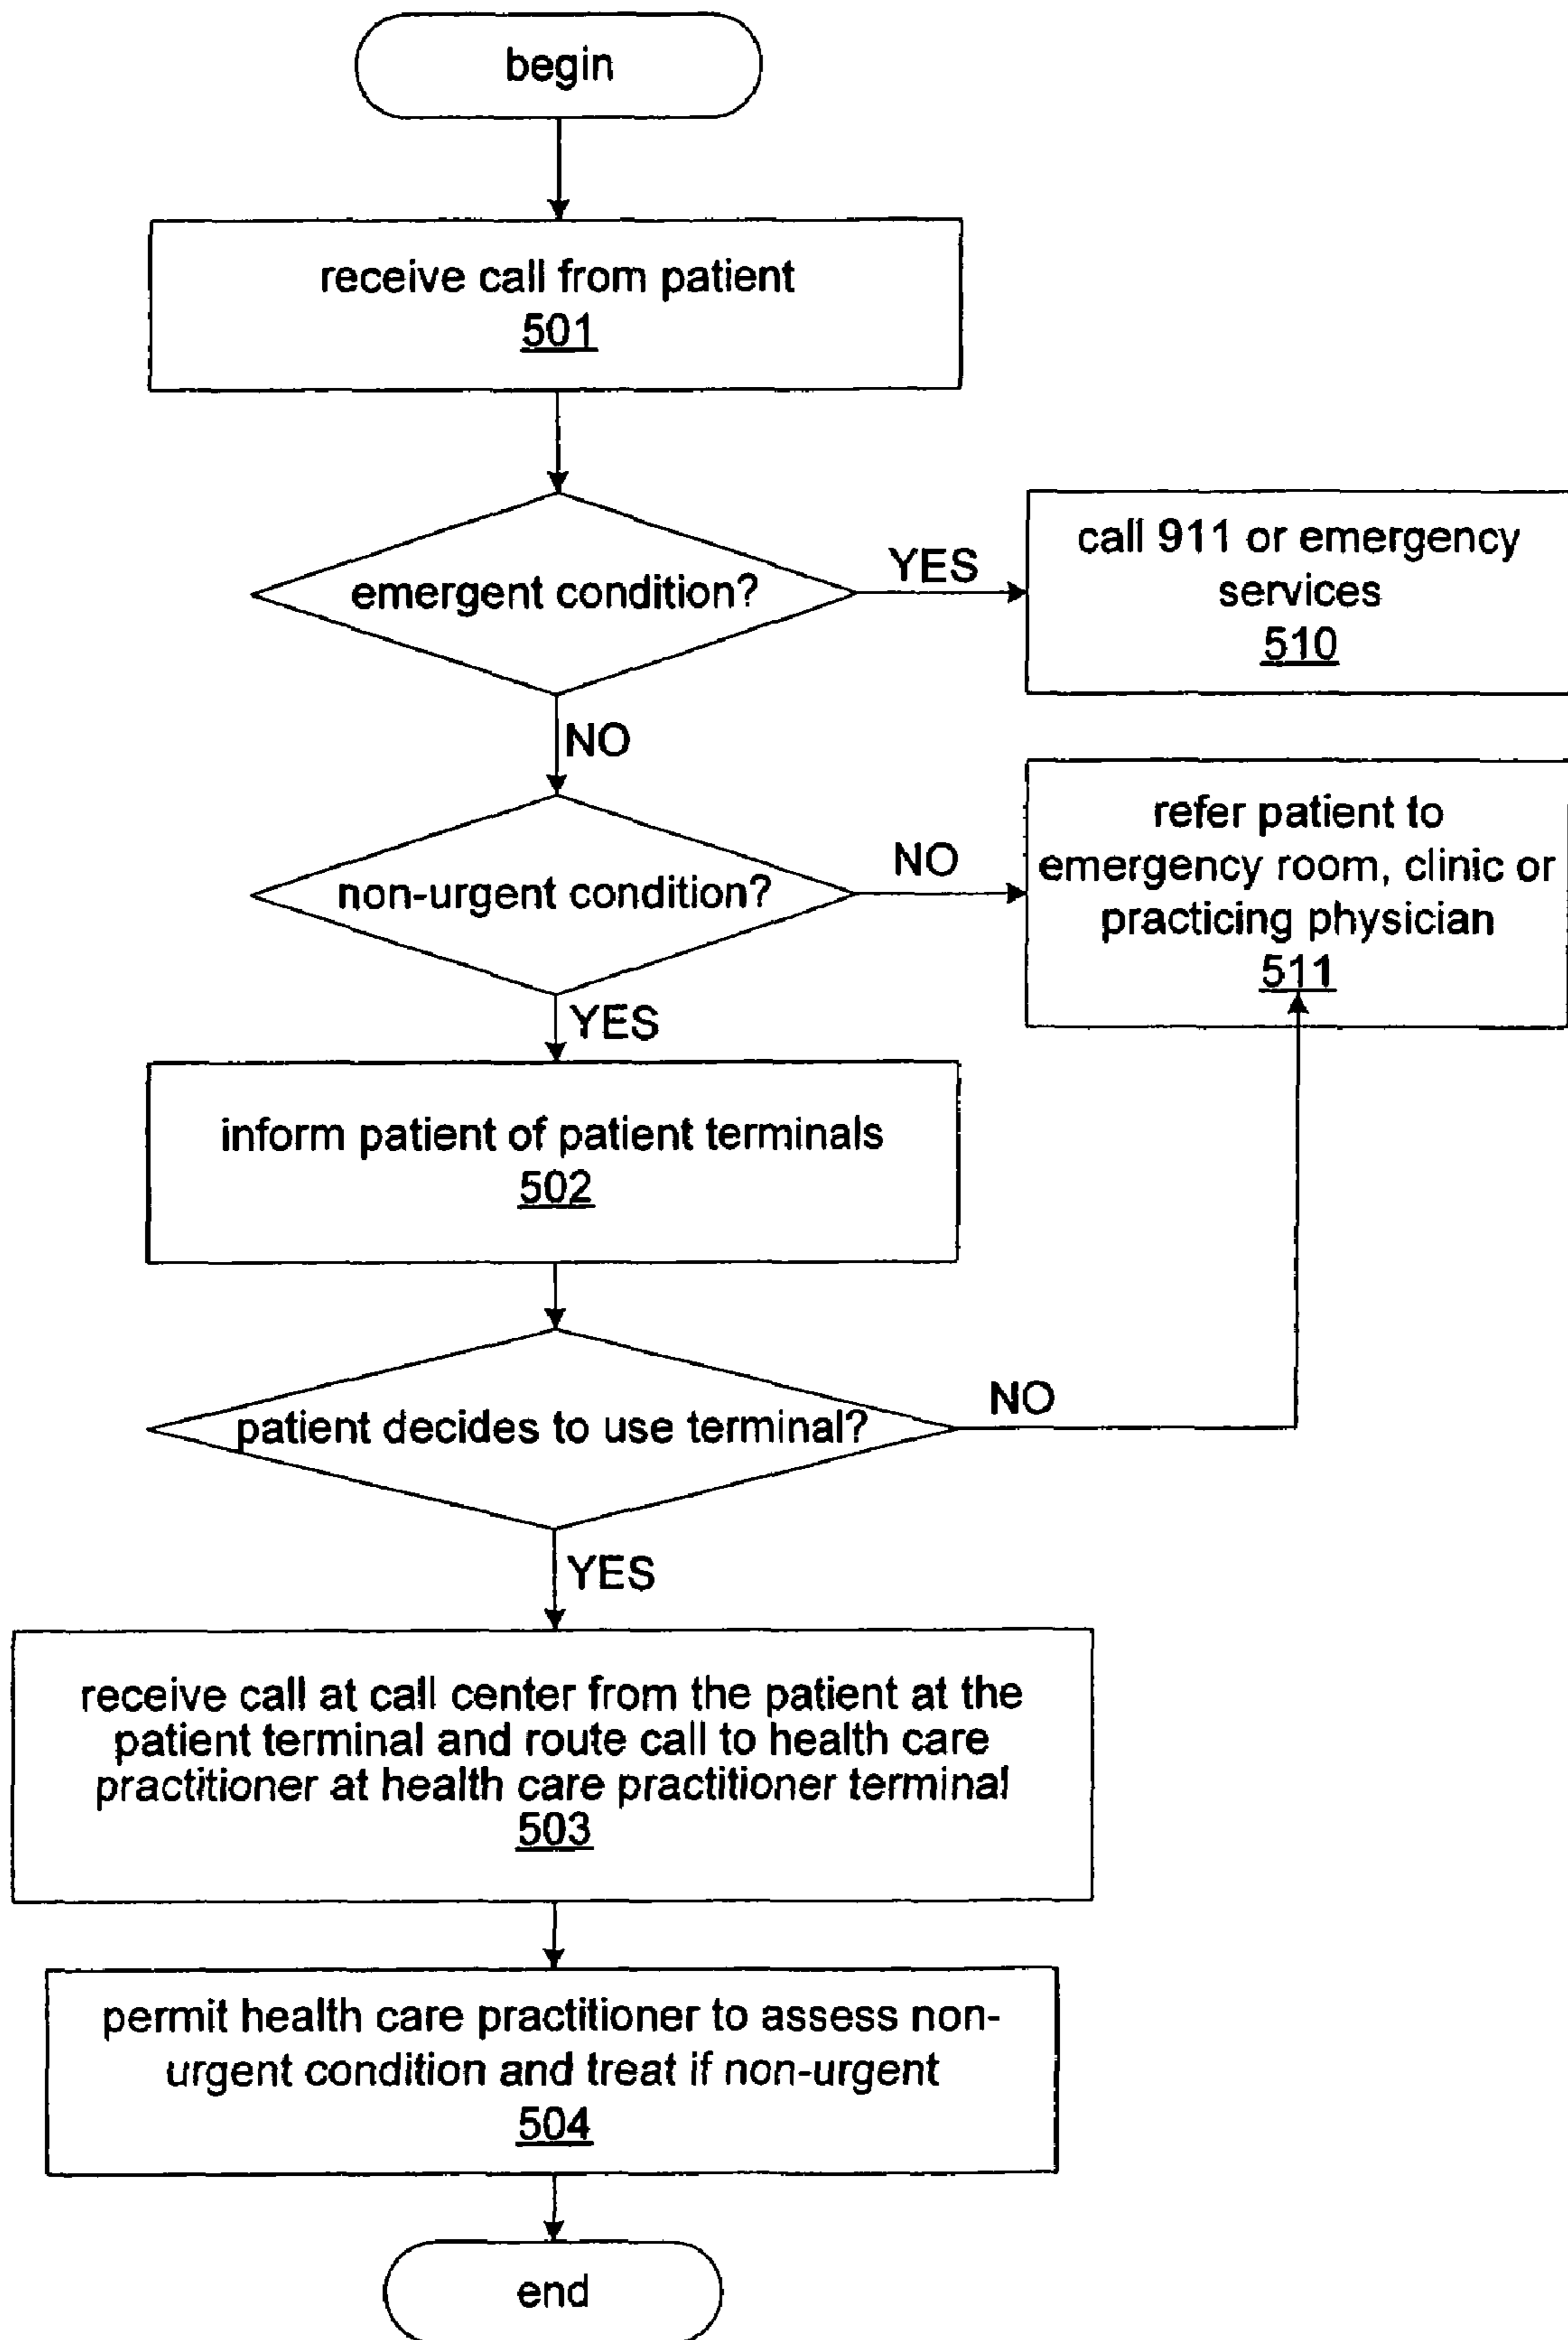 begin
receive call from patient
501
emergent condition?
YES
call 911 or emergency
services
510
NO
non-urgent condition?
NO
refer patient to
emergency room, clinic or
practicing physician
511
YES
inform patient of patient terminals
502
patient decides to use terminal?
NO
YES
receive call at call center from the patient at the
patient terminal and route call to health care
practitioner at health care practitioner terminal
503
permit health care practitioner to assess non-
urgent condition and treat if non-urgent
504
end